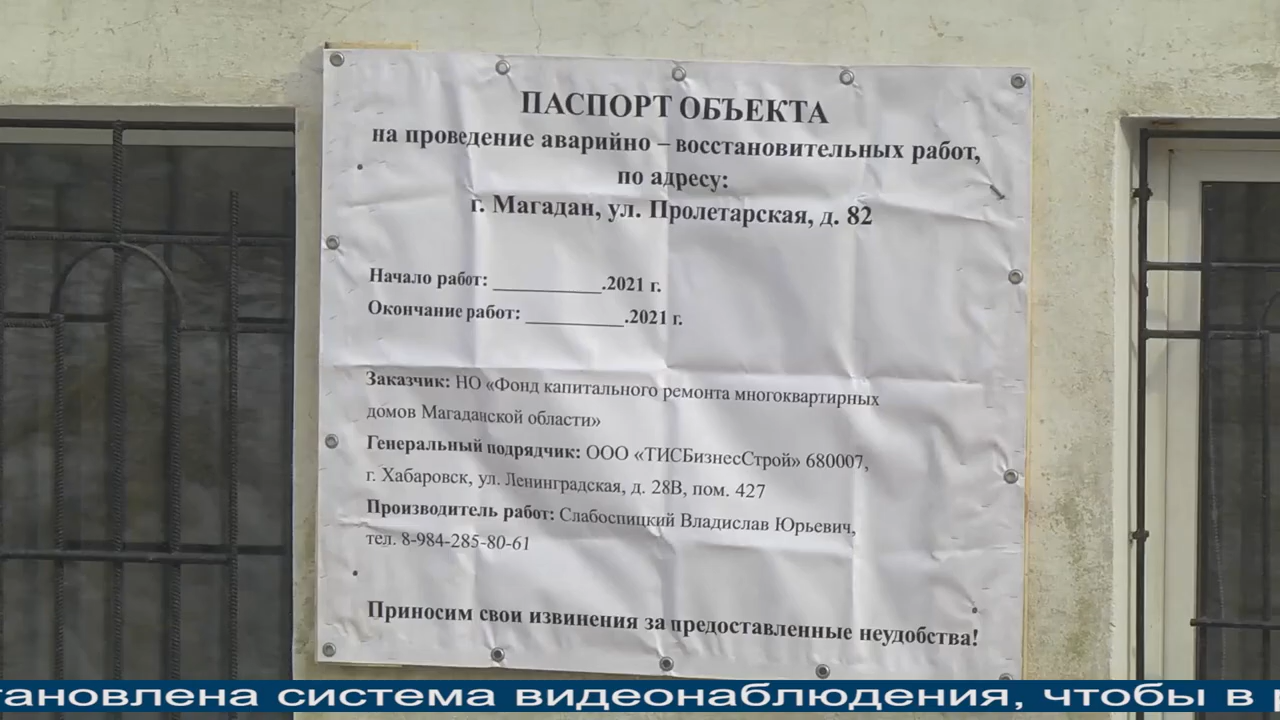 ПАСПОРТ ОБЪЕКТА
на проведение аварийно – восстановительных работ,
по адресу:
г. Магадан, ул. Пролетарская, д. 82
Начало работ: ___________.2021 г.
Окончание работ: __________.2021 г.
Заказчик: НО «Фонд капитального ремонта многоквартирных
домов Магаданской области»
Генеральный подрядчик: ООО «ТИСБизнесСтрой» 680007,
г. Хабаровск, ул. Ленинградская, д. 28В, пом. 427
Производитель работ: Слабоспицкий Владислав Юрьевич,
тел. 8-984-285-80-61
Приносим свои извинения за предоставленные неудобства!
тановлена система видеонаблюдения, чтобы в